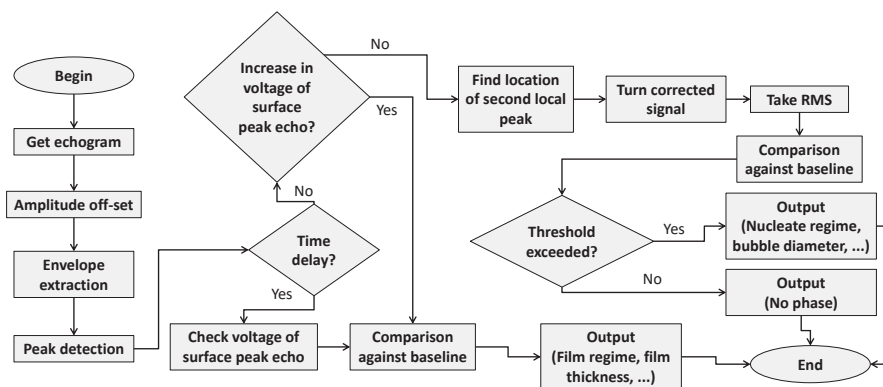 Begin
Get echogram
Amplitude off-set
Envelope
extraction
Peak detection
Time
delay?
No
Yes
Increase in
voltage of
surface
peak echo?
No
Yes
Check voltage of
surface peak echo
Comparison
against baseline
Output
(Film regime, film
thickness, ...)
Find location
of second local
peak
Turn corrected
signal
Take RMS
Comparison
against baseline
Threshold
exceeded?
Yes
No
Output
(Nucleate regime,
bubble diameter, ...)
Output
(No phase)
End